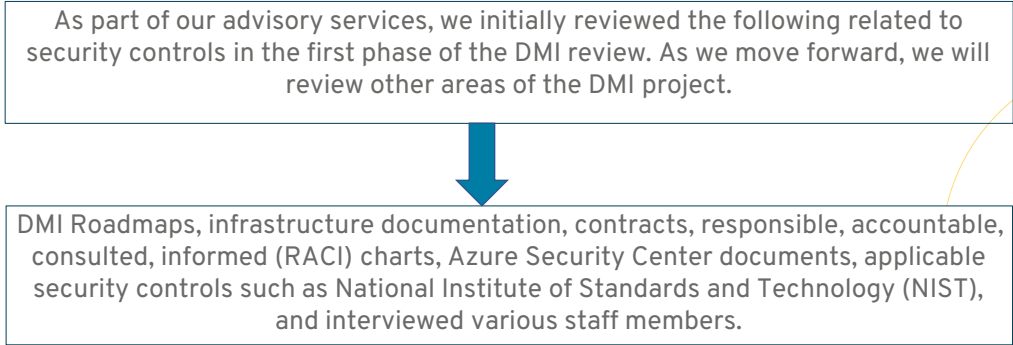 As part of our advisory services, we initially reviewed the following related to
security controls in the first phase of the DMI review. As we move forward, we will
review other areas of the DMI project.
DMI Roadmaps, infrastructure documentation, contracts, responsible, accountable,
consulted, informed (RACI) charts, Azure Security Center documents, applicable
security controls such as National Institute of Standards and Technology (NIST),
and interviewed various staff members.